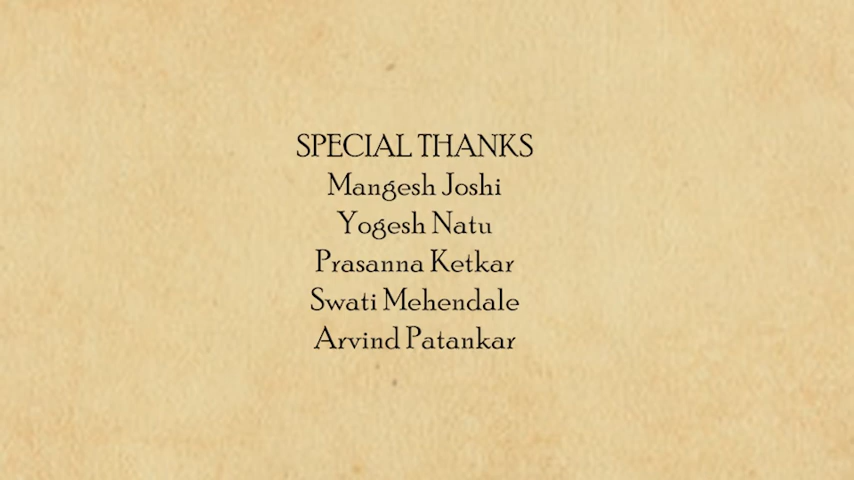 SPECIAL THANKS
Mangesh Joshi
Yogesh Natu
Prasanna Ketkar
Swati Mehendale
Arvind Patankar